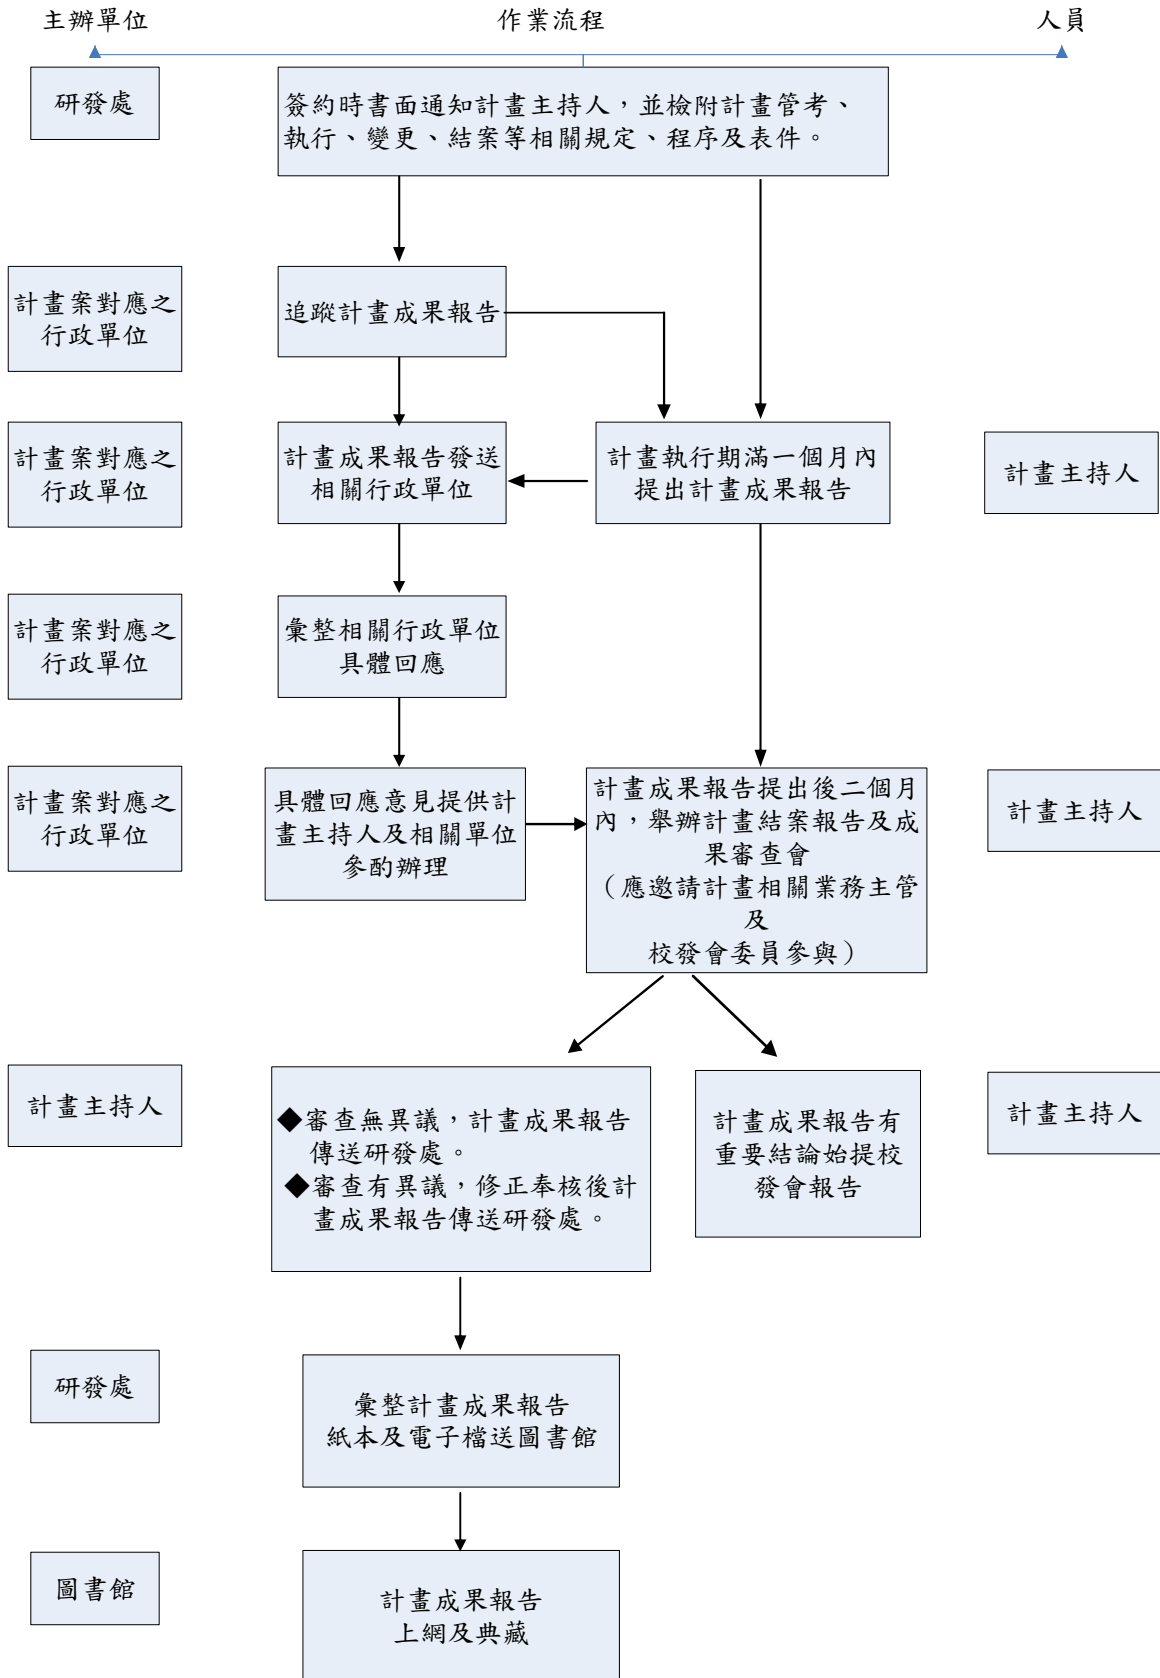 主辦單位
作業流程
人員
研發處
簽約時書面通知計畫主持人，並檢附計畫管考、
執行、變更、結案等相關規定、程序及表件。
計畫案對應之
行政單位
追蹤計畫成果報告
計畫案對應之
行政單位
計畫成果報告發送
相關行政單位
計畫執行期滿一個月內
提出計畫成果報告
計畫主持人
計畫案對應之
行政單位
彙整相關行政單位
具體回應
計畫案對應之
行政單位
具體回應意見提供計
畫主持人及相關單位
參酌辦理
計畫成果報告提出後二個月
內，舉辦計畫結案報告及成
果審查會
（應邀請計畫相關業務主管
及
校發會委員參與）
計畫主持人
計畫主持人
◆審查無異議，計畫成果報告
傳送研發處。
◆審查有異議，修正奉核後計
畫成果報告傳送研發處。
計畫成果報告有
重要結論始提校
發會報告
計畫主持人
研發處
彙整計畫成果報告
紙本及電子檔送圖書館
圖書館
計畫成果報告
上網及典藏